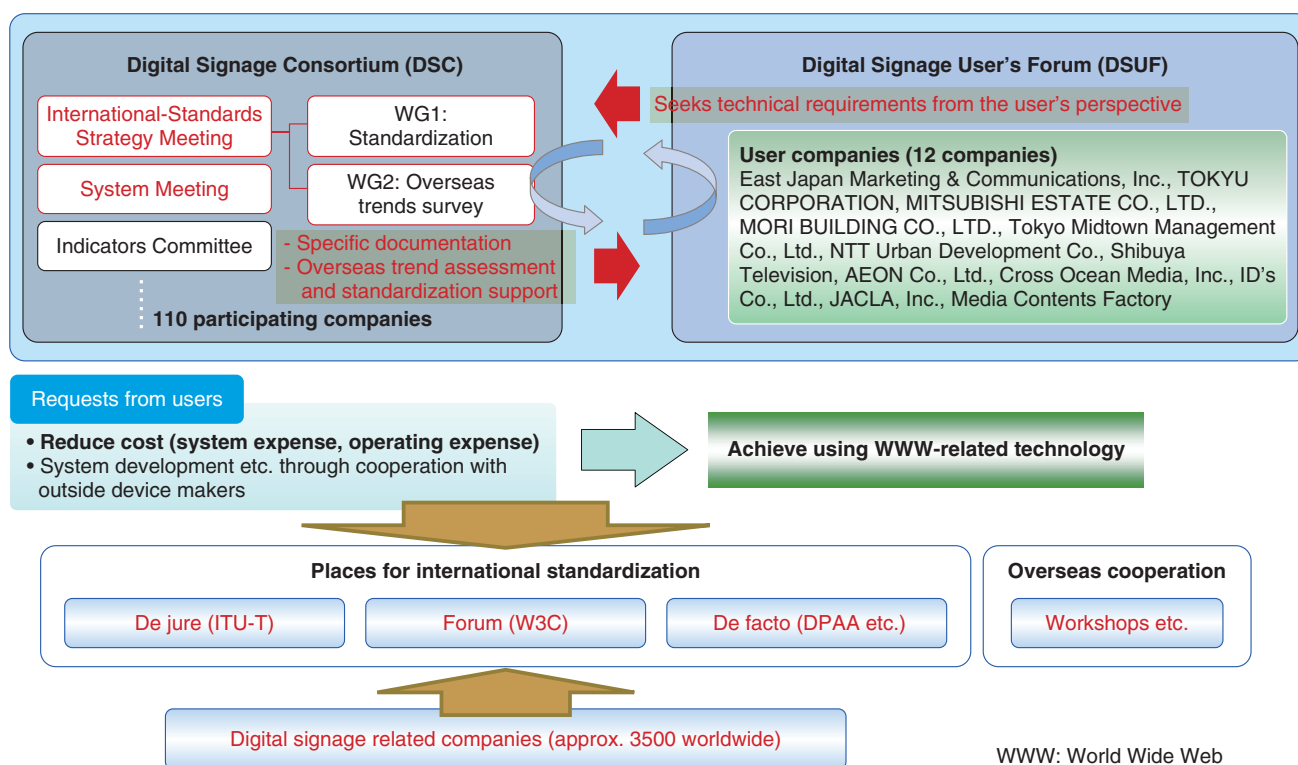 Digital Signage Consortium (DSC)
International-Standards
Strategy Meeting
WG1:
Standardization
System Meeting
WG2: Overseas
trends survey
Indicators Committee
- Specific documentation
- Overseas trend assessment
and standardization support
110 participating companies
Digital Signage User's Forum (DSUF)
Seeks technical requirements from the user's perspective
User companies (12 companies)
East Japan Marketing & Communications, Inc., TOKYU
CORPORATION, MITSUBISHI ESTATE CO., LTD.,
MORI BUILDING CO., LTD., Tokyo Midtown Management
Co., Ltd., NTT Urban Development Co., Shibuya
Television, AEON Co., Ltd., Cross Ocean Media, Inc., ID's
Co., Ltd., JACLA, Inc., Media Contents Factory
Requests from users
• Reduce cost (system expense, operating expense)
• System development etc. through cooperation with
outside device makers
Achieve using WWW-related technology
Places for international standardization
De jure (ITU-T)
Forum (W3C)
De facto (DPAA etc.)
Overseas cooperation
Workshops etc.
Digital signage related companies (approx. 3500 worldwide)
WWW: World Wide Web